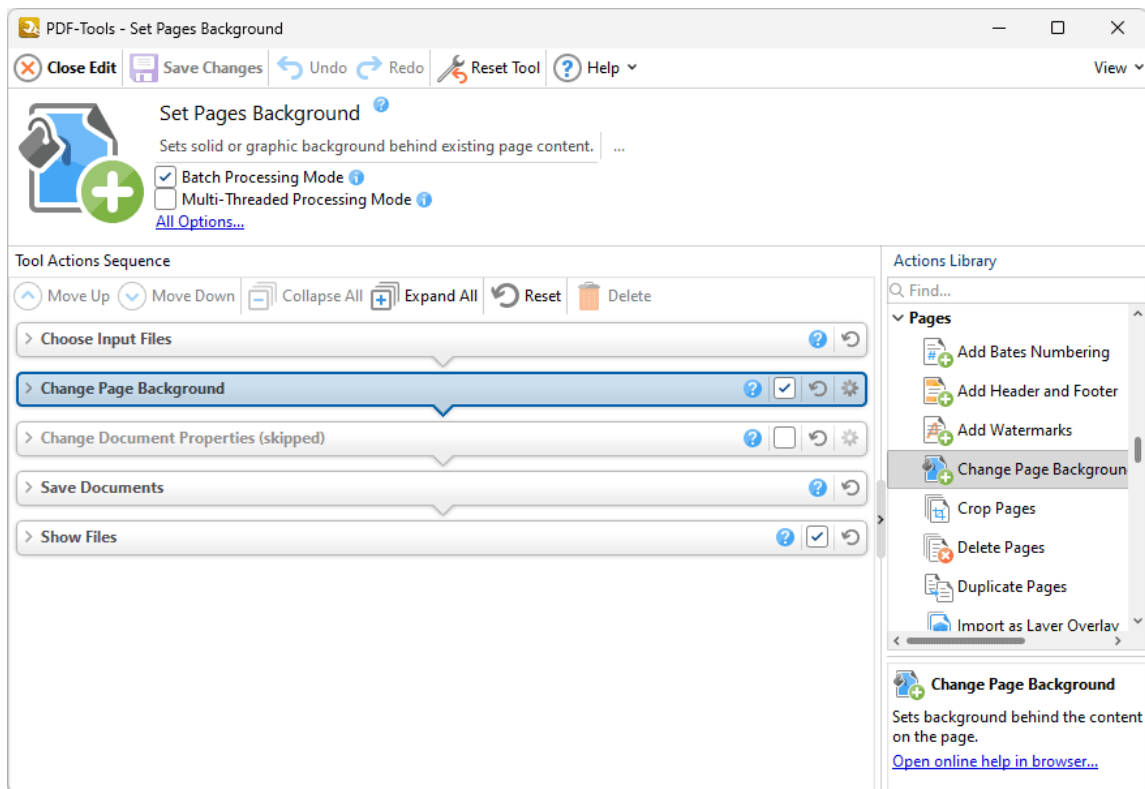 PDF-Tools - Set Pages Background
Close Edit Save Changes Undo Redo Reset Tool ? Help View
Set Pages Background ?
Sets solid or graphic background behind existing page content. ...
Batch Processing Mode i
Multi-Threaded Processing Mode i
All Options...
Tool Actions Sequence
Move Up Move Down Collapse All Expand All Reset Delete
Choose Input Files ?
Change Page Background ?
Change Document Properties (skipped) ?
Save Documents ?
Show Files ?
Actions Library
Find...
Pages
Add Bates Numbering
Add Header and Footer
Add Watermarks
Change Page Backgroun
Crop Pages
Delete Pages
Duplicate Pages
Import as Layer Overlay
Change Page Background
Sets background behind the content
on the page.
Open online help in browser...